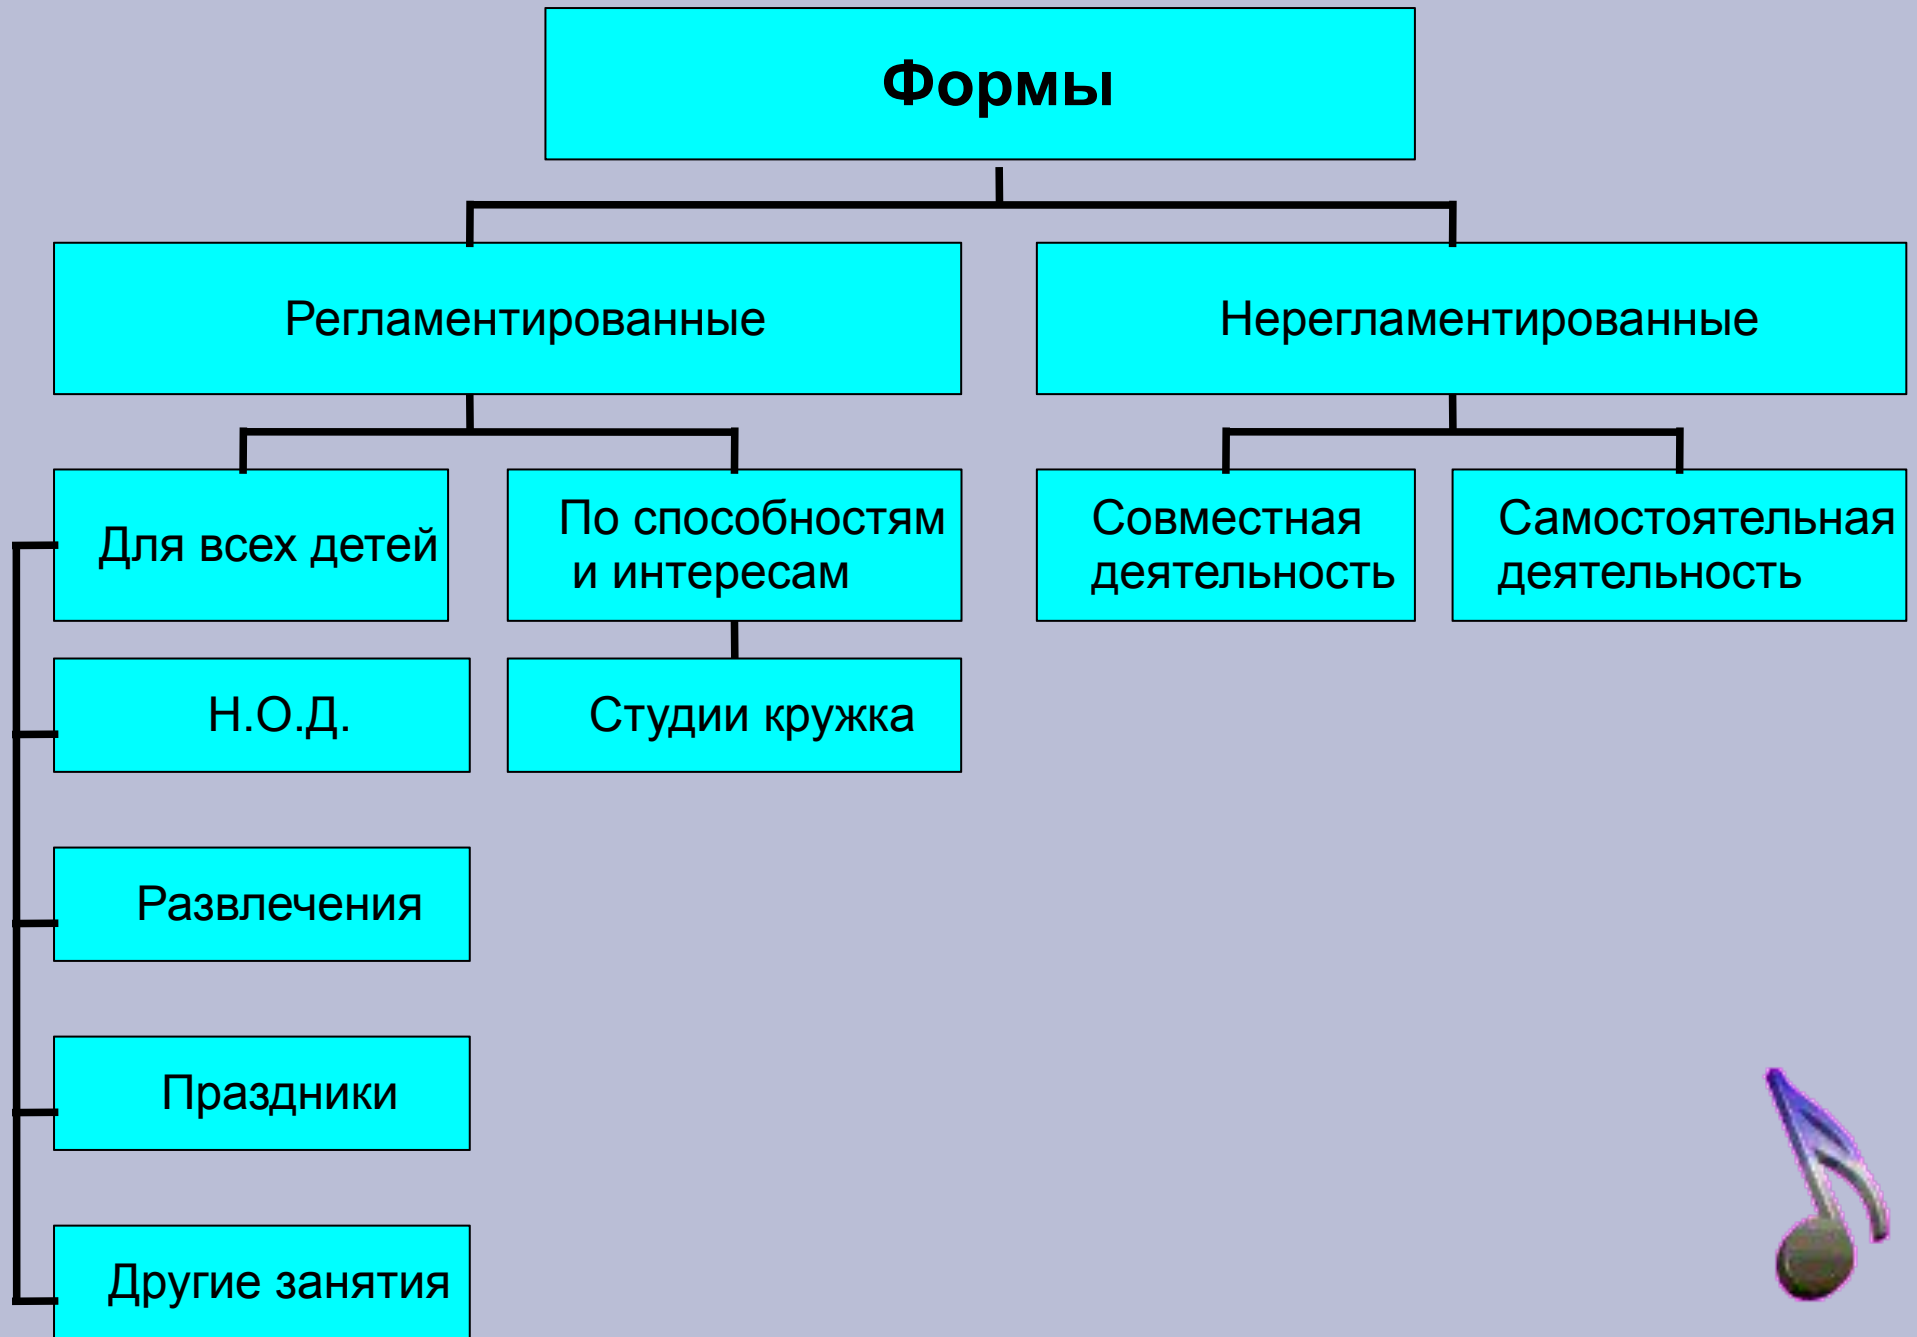 Формы
Регламентированные
Нерегламентированные
Для всех детей
По способностям
и интересам
Совместная
деятельность
Самостоятельная
деятельность
Н.О.Д.
Студии кружка
Развлечения
Праздники
Другие занятия